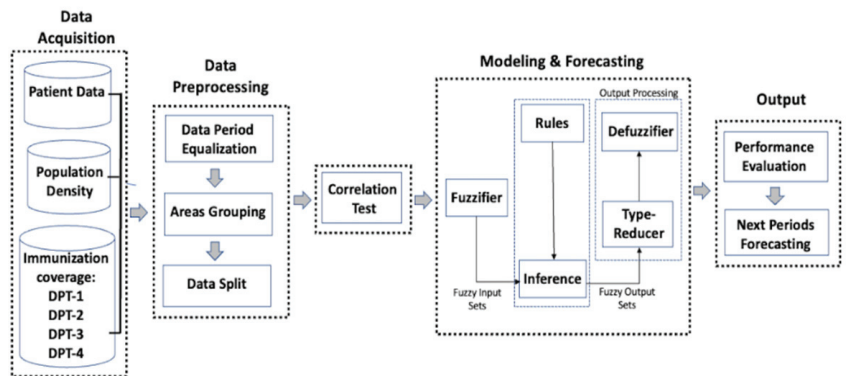 Data
Acquisition
Patient Data
Population
Density
Immunization
coverage:
DPT-1
DPT-2
DPT-3
DPT-4
Data
Preprocessing
Data Period
Equalization
Areas Grouping
Data Split
Correlation
Test
Modeling & Forecasting
Fuzzifier
Fuzzy Input
Sets
Rules
Inference
Output Processing
Defuzzifier
Type-
Reducer
Fuzzy Output
Sets
Output
Performance
Evaluation
Next Periods
Forecasting